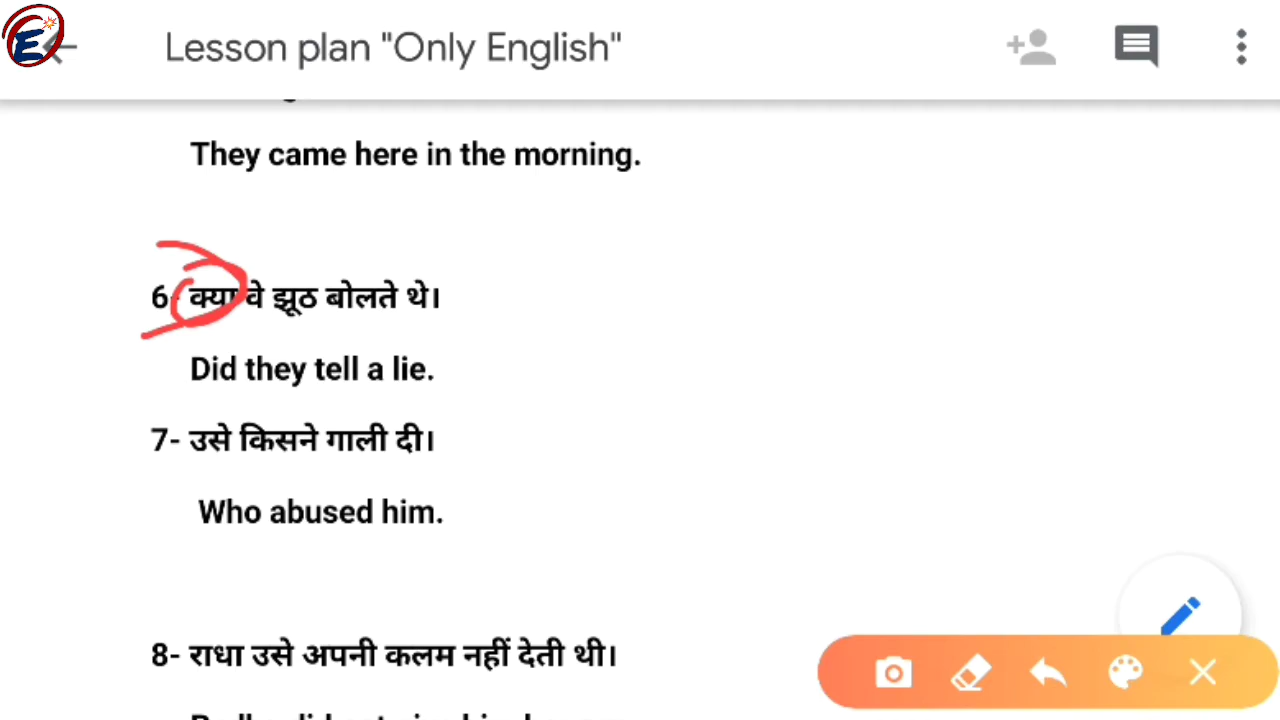 E
Lesson plan "Only English"
They came here in the morning.
6- क्या वे झूठ बोलते थे।
Did they tell a lie.
7- उसे किसने गाली दी।
Who abused him.
8- राधा उसे अपनी कलम नहीं देती थी।